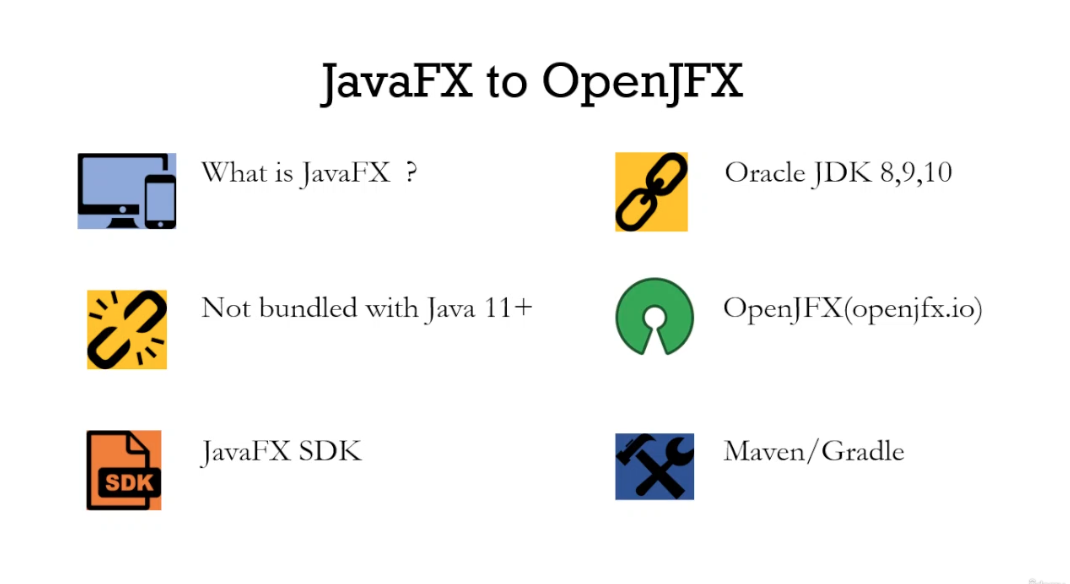 JavaFX to OpenJFX
What is JavaFX ?
Oracle JDK 8,9,10
Not bundled with Java 11+
OpenJFX(openjfx.io)
JavaFX SDK
SDK
Maven/Gradle